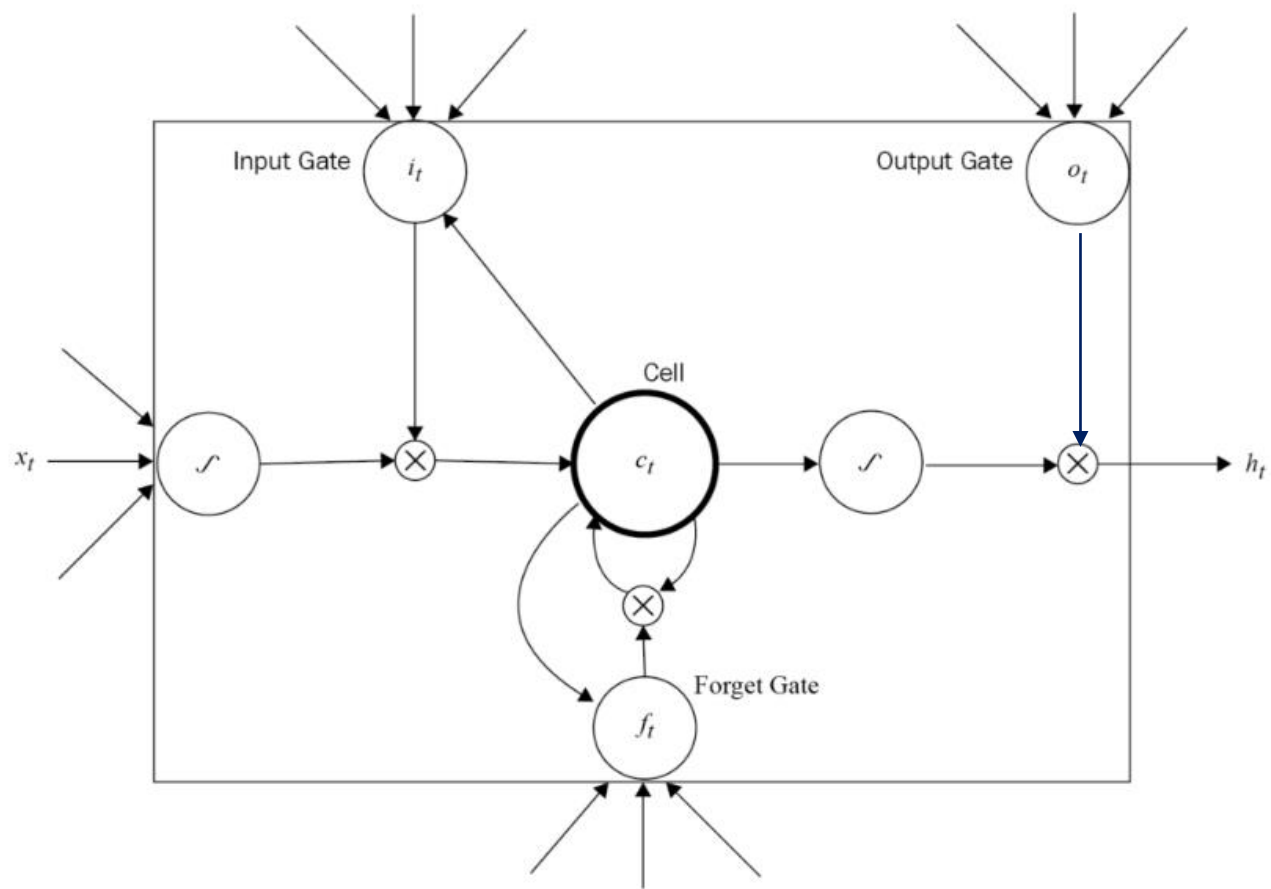 Input Gate
i_t
Output Gate
o_t
Cell
x_t
∫
×
c_t
∫
×
h_t
×
Forget Gate
f_t